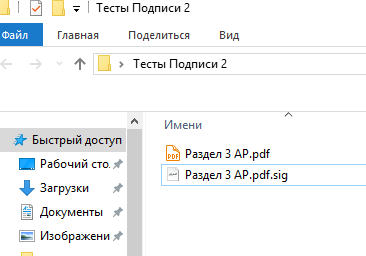 Тесты Подписи 2
Файл Главная Поделиться Вид
Тесты Подписи 2
Имени
Быстрый доступ
Рабочий сто.
Загрузки
Документы
Изображени
PDF Раздел 3 АР.pdf
Раздел 3 АР.pdf.sig